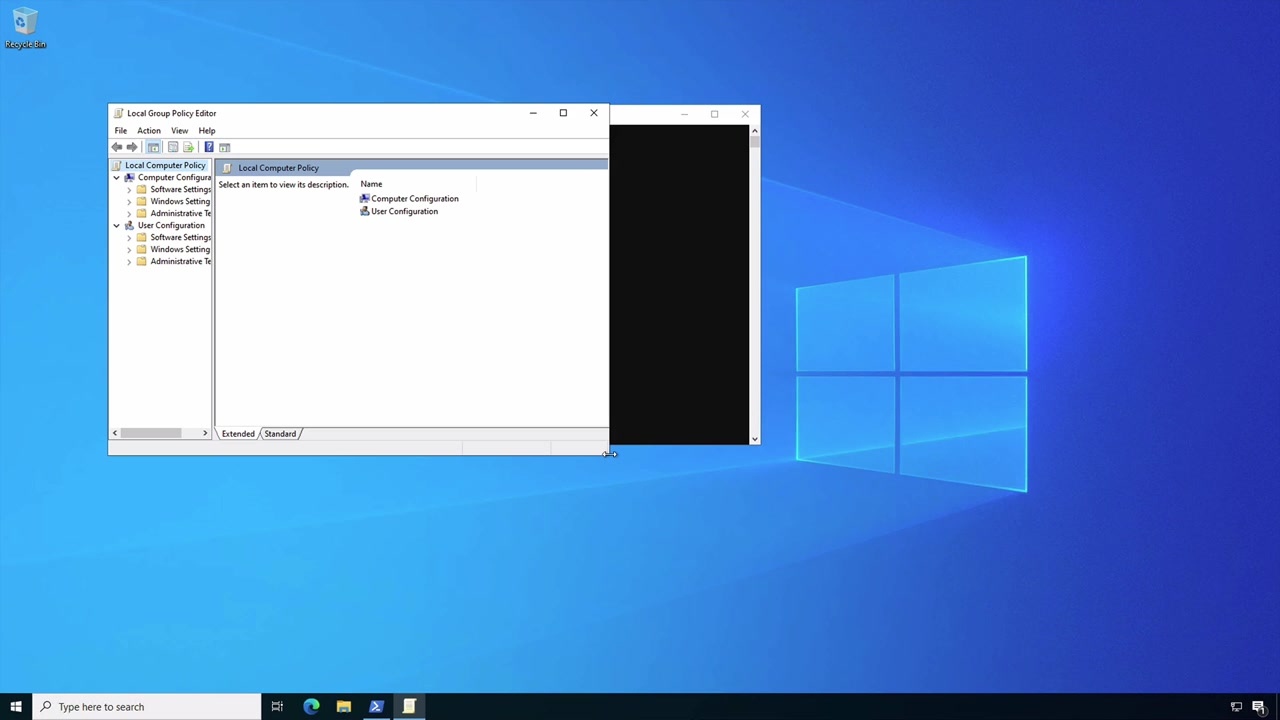 Recycle Bin
Local Group Policy Editor
File Action View Help
Local Computer Policy
Computer Configura
Software Settings
Windows Setting
Administrative Te
User Configuration
Software Settings
Windows Setting
Administrative Te
Local Computer Policy
Select an item to view its description.
Name
Computer Configuration
User Configuration
Extended Standard
Type here to search
1